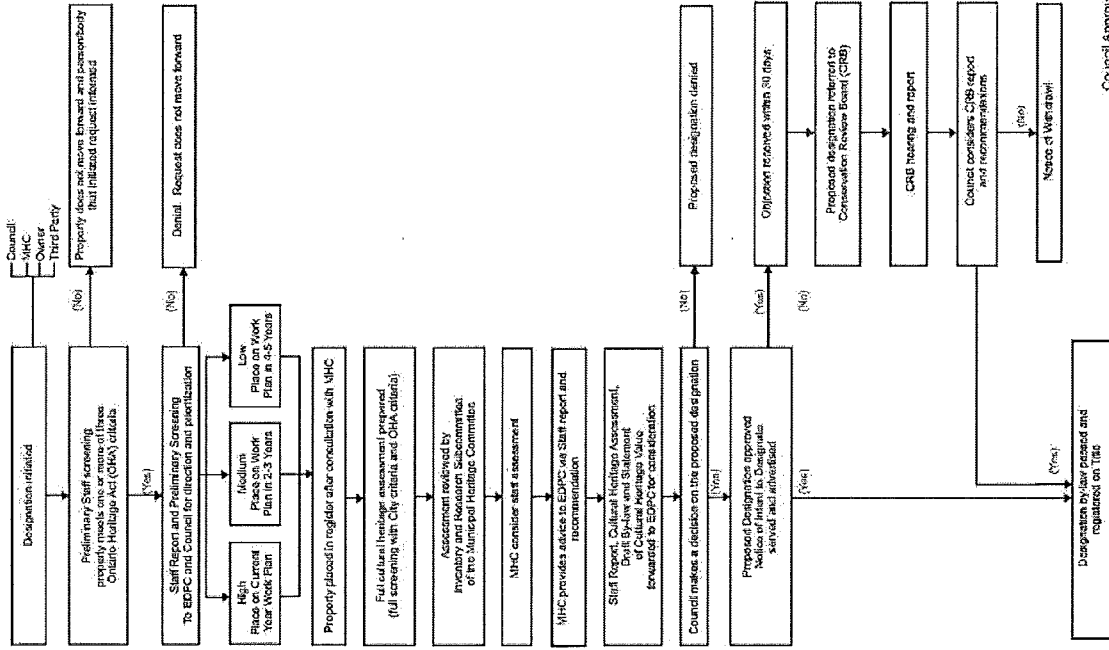 Council
MHC
Owner
Third Party
Designation initiated
Preliminary Staff screening
property meets one or more of three
Ontario Heritage Act (OHA) criteria
(No)
Property does not move forward and person/body
that initiated request informed
(Yes)
Staff Report and Preliminary Screening
To EDPC and Council for direction and prioritization
(No)
Denial. Request does not move forward
High
Place on Current
Year Work Plan
Medium
Place on Work
Plan in 2-3 Years
Low
Place on Work
Plan in 4-5 Years
Property placed in register after consultation with MHC
Full cultural heritage assessment prepared
(full screening with City criteria and OHA criteria)
Assessment reviewed by
Inventory and Research Subcommittee
of the Municipal Heritage Committee
MHC consider staff assessment
MHC provides advice to EDPC via Staff report and
recommendation
Staff Report, Cultural Heritage Assessment,
Draft By-law and Statement
of Cultural Heritage Value
forwarded to EDPC for consideration
Council makes a decision on the proposed designation
(No)
Proposed designation denied
(Yes)
Proposed Designation approved
Notice of Intent to Designate
served and advertised
(Yes)
Objection received within 30 days
(No)
Proposed designation referred to
Conservation Review Board (CRB)
CRB hearing and report
Council considers CRB report
and recommendations
(No)
Notice of Withdrawl
(Yes)
Designation by-law passed and
registered on Title
Council